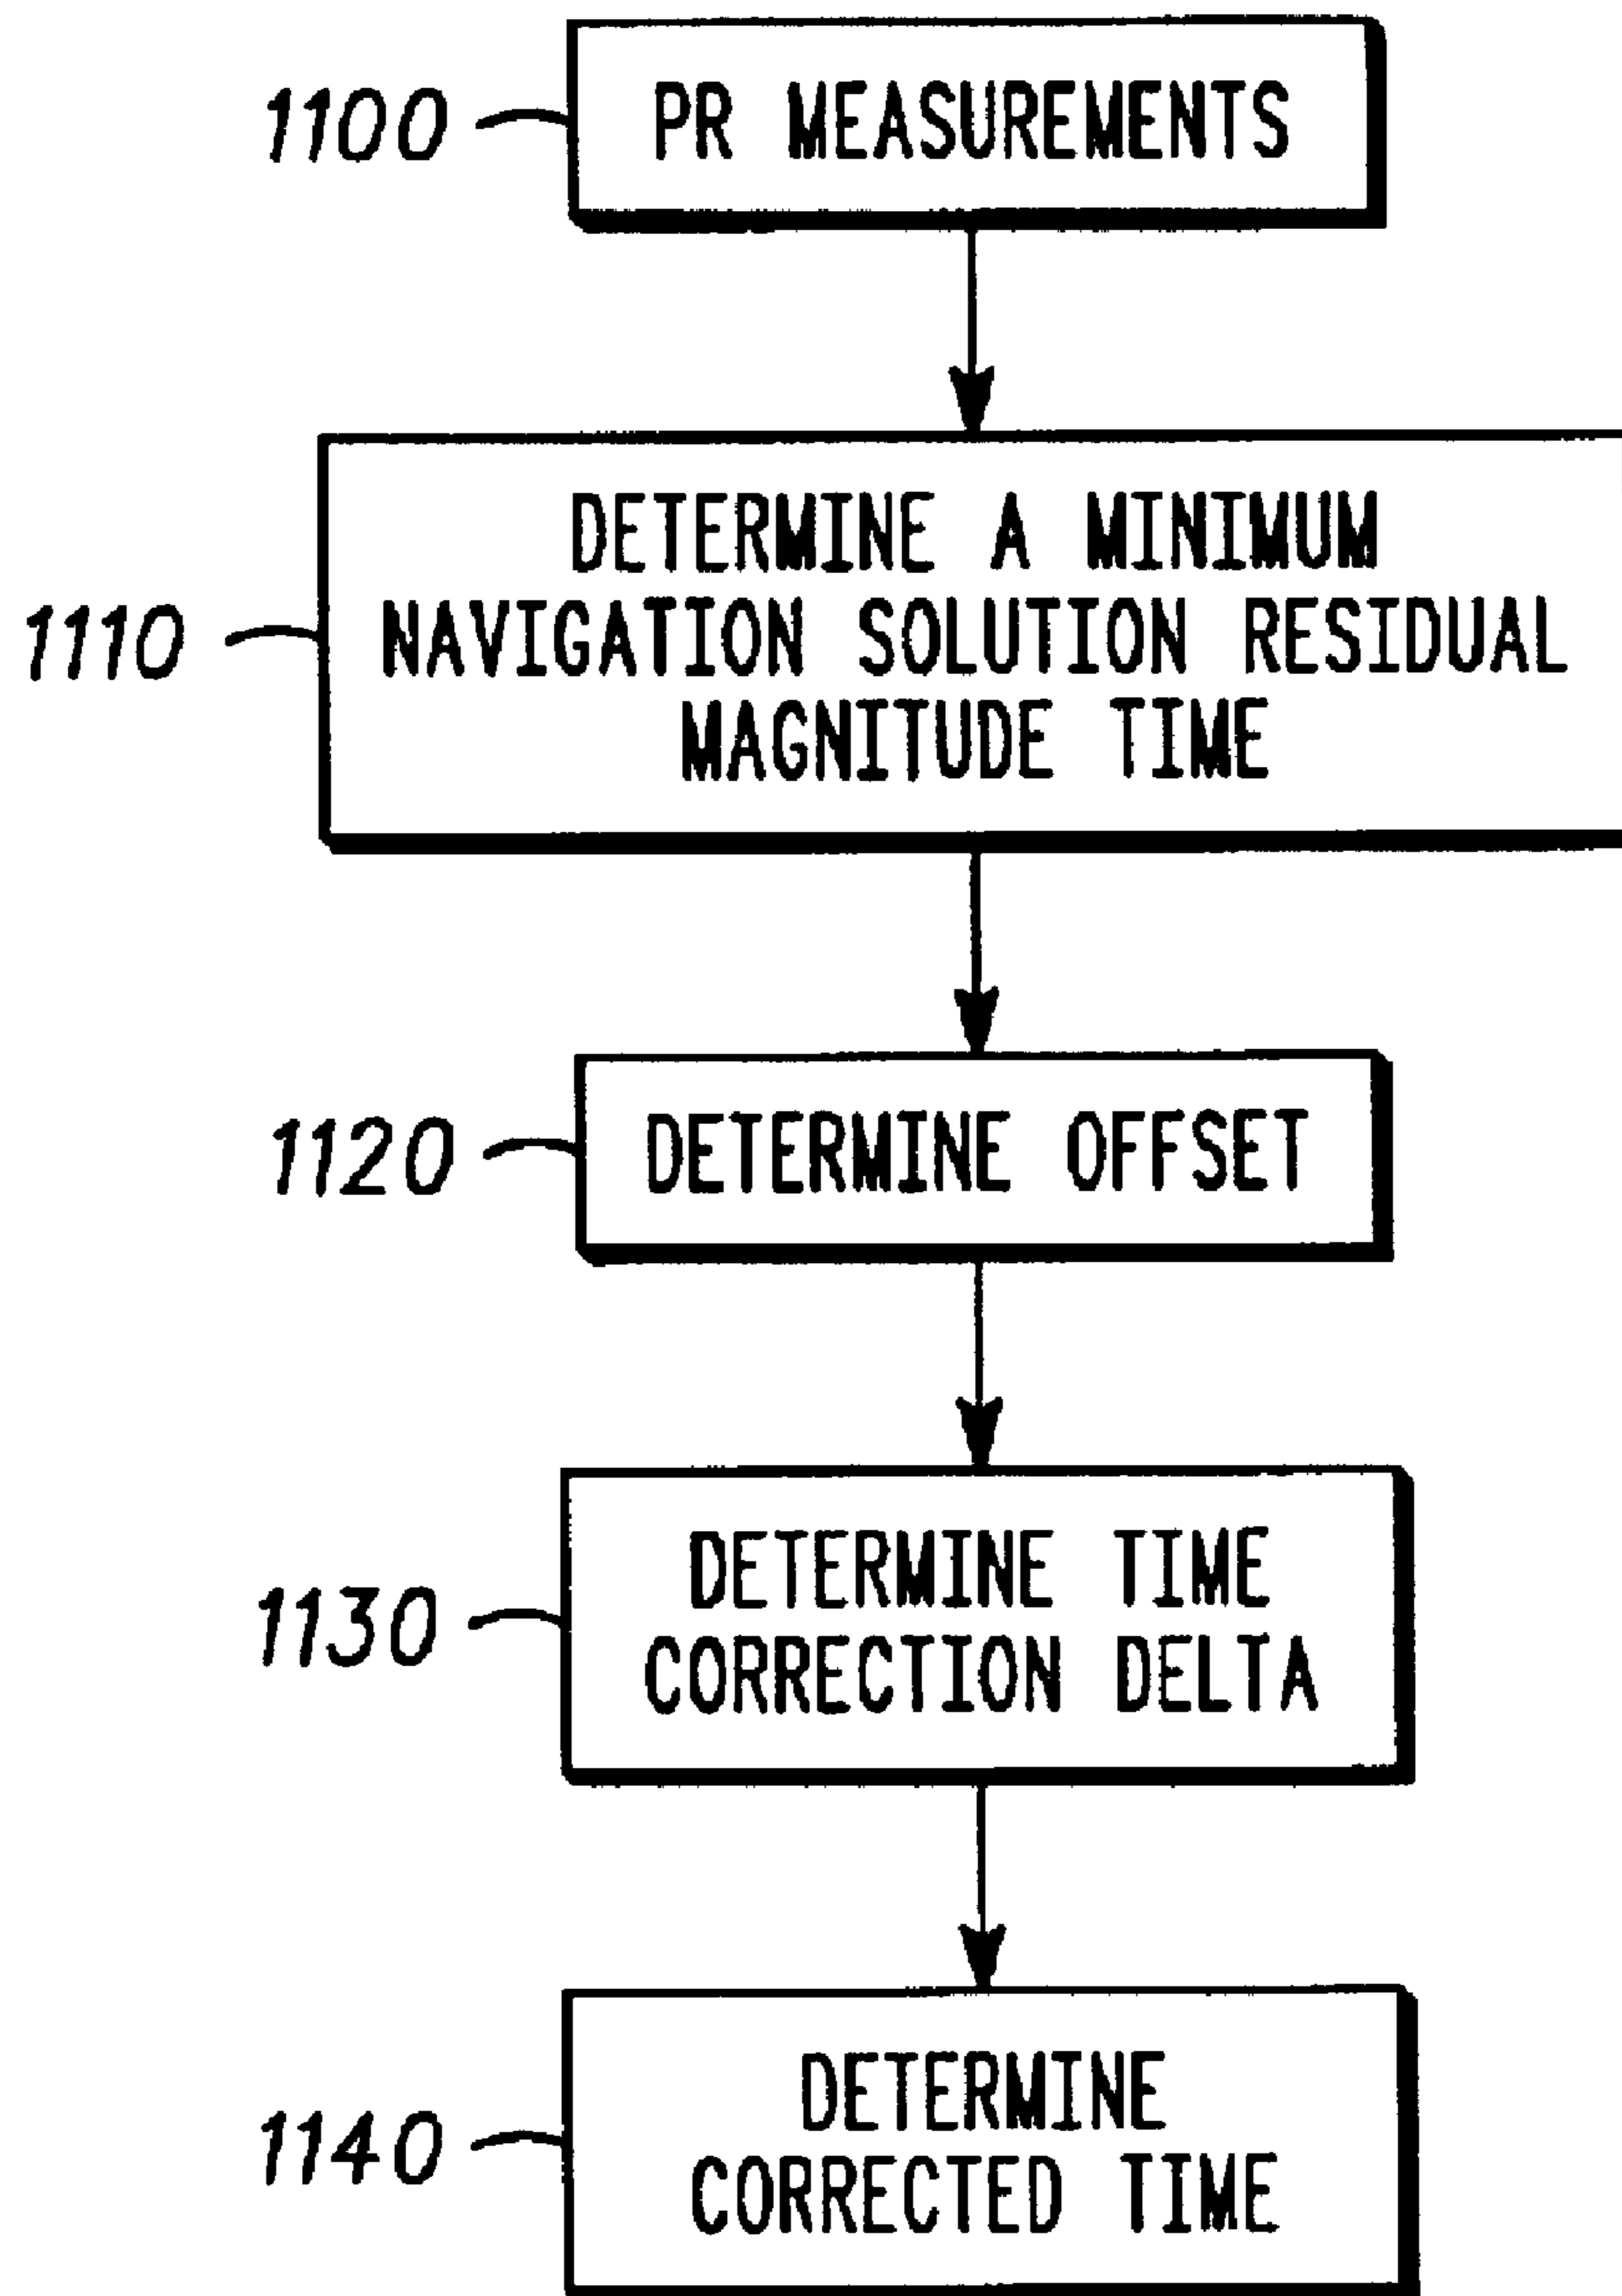 1100
PR MEASUREMENTS
1110
DETERMINE A MINIMUM
NAVIGATION SOLUTION RESIDUAL
MAGNITUDE TIME
1120
DETERMINE OFFSET
1130
DETERMINE TIME
CORRECTION DELTA
1140
DETERMINE
CORRECTED TIME